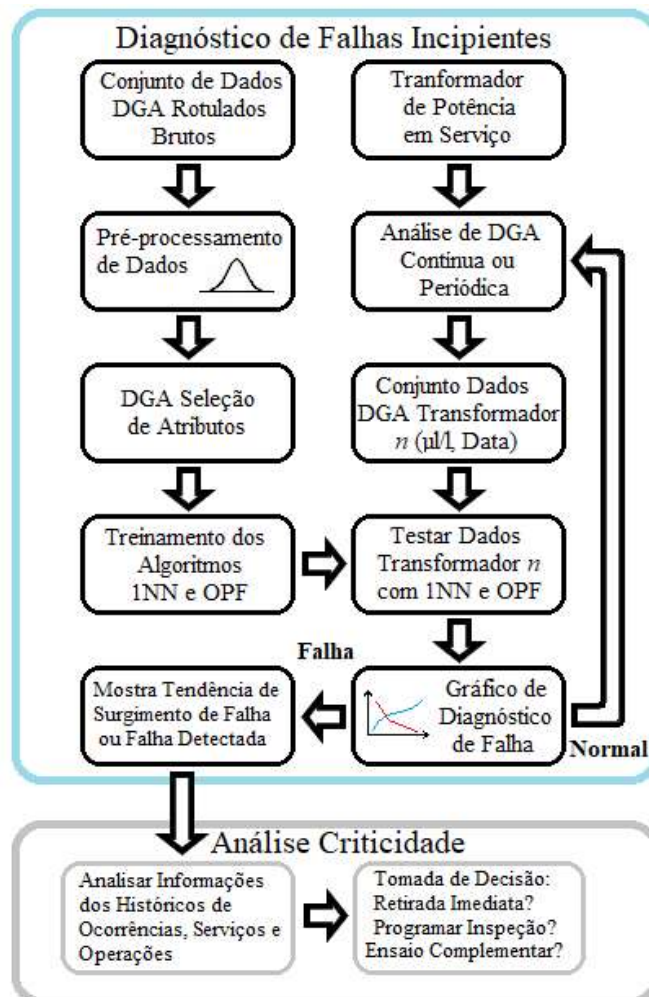 Diagnóstico de Falhas Incipientes
Conjunto de Dados
DGA Rotulados
Brutos
Tranformador
de Potência
em Serviço
Pré-processamento
de Dados
Análise de DGA
Contínua ou
Periódica
DGA Seleção
de Atributos
Conjunto Dados
DGA Transformador
n (µl/l, Data)
Treinamento dos
Algoritmos
1NN e OPF
Testar Dados
Transformador n
com 1NN e OPF
Falha
Mostra Tendência de
Surgimento de Falha
ou Falha Detectada
Gráfico de
Diagnóstico
de Falha
Normal
Análise Criticidade
Analisar Informações
dos Históricos de
Ocorrências, Serviços e
Operações
Tomada de Decisão:
Retirada Imediata?
Programar Inspeção?
Ensaio Complementar?